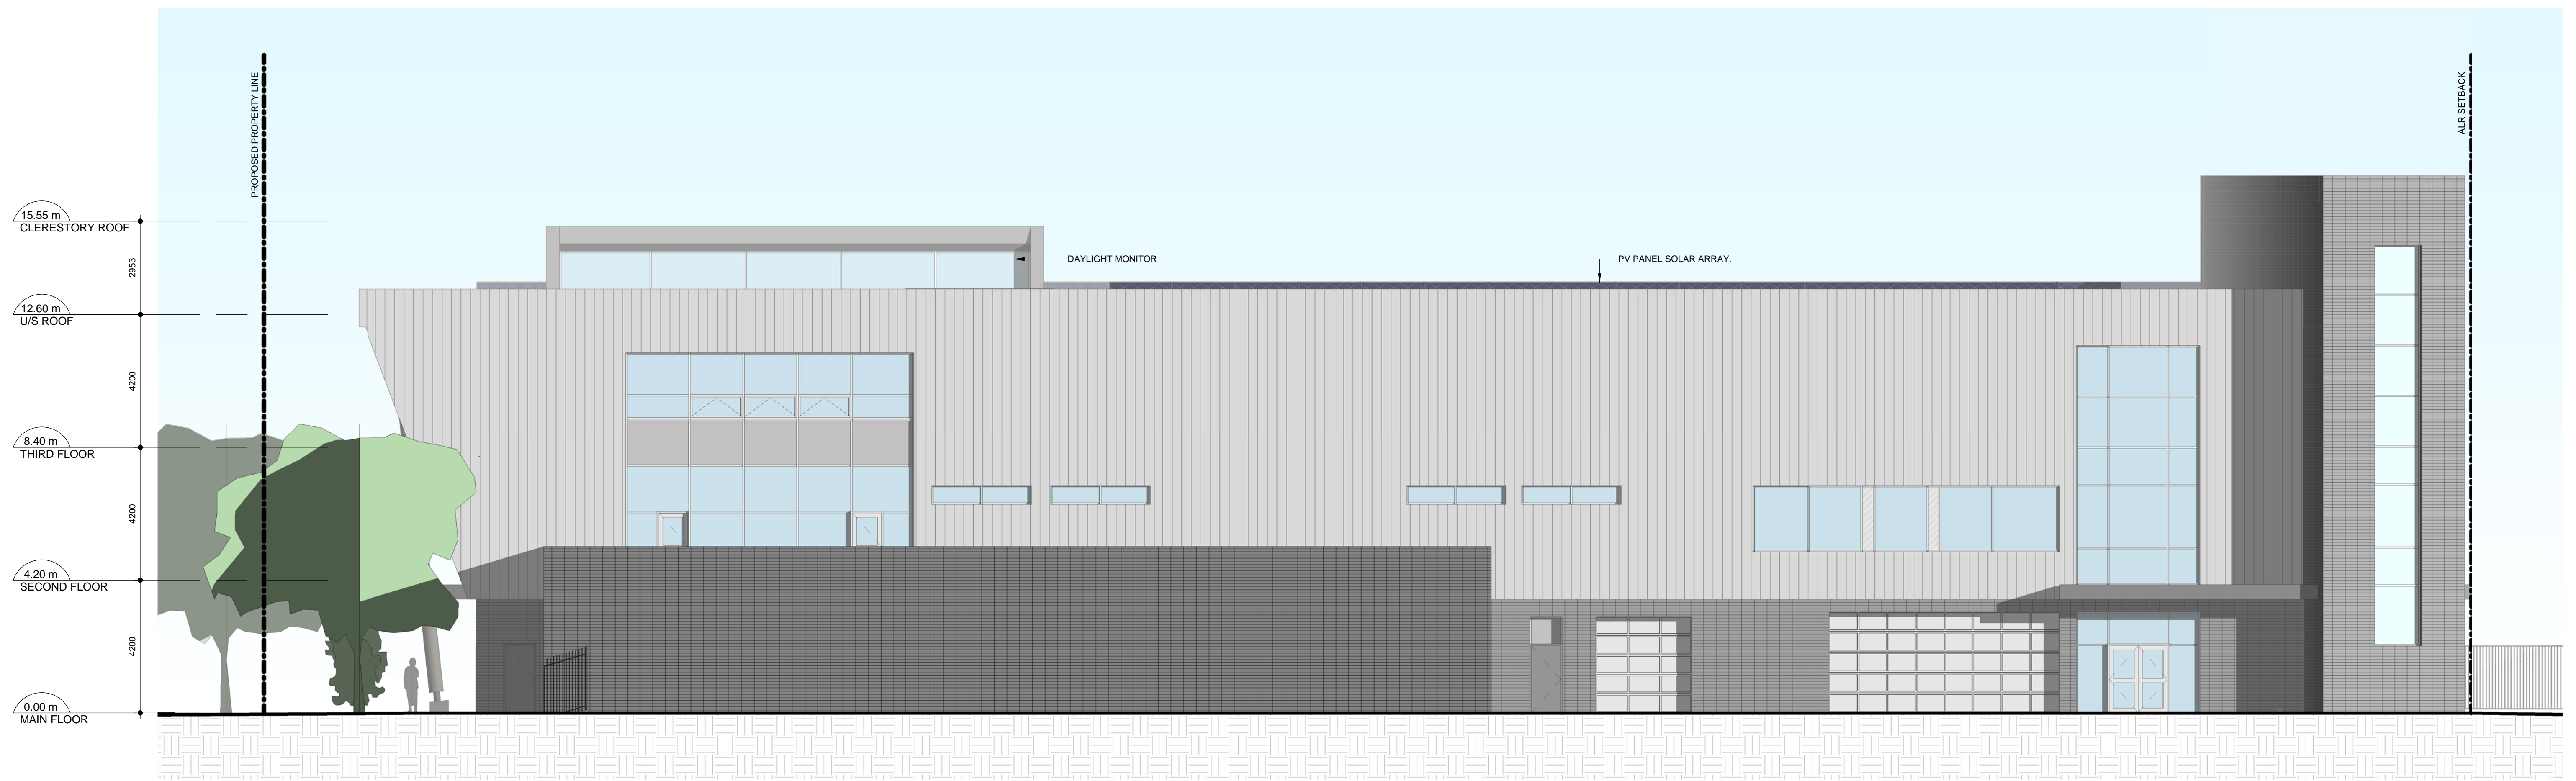 PROPOSED PROPERTY LINE
ALR SETBACK
15.55 m
CLERESTORY ROOF
2953
DAYLIGHT MONITOR
PV PANEL SOLAR ARRAY.
12.60 m
U/S ROOF
4200
8.40 m
THIRD FLOOR
4200
4.20 m
SECOND FLOOR
4200
0.00 m
MAIN FLOOR